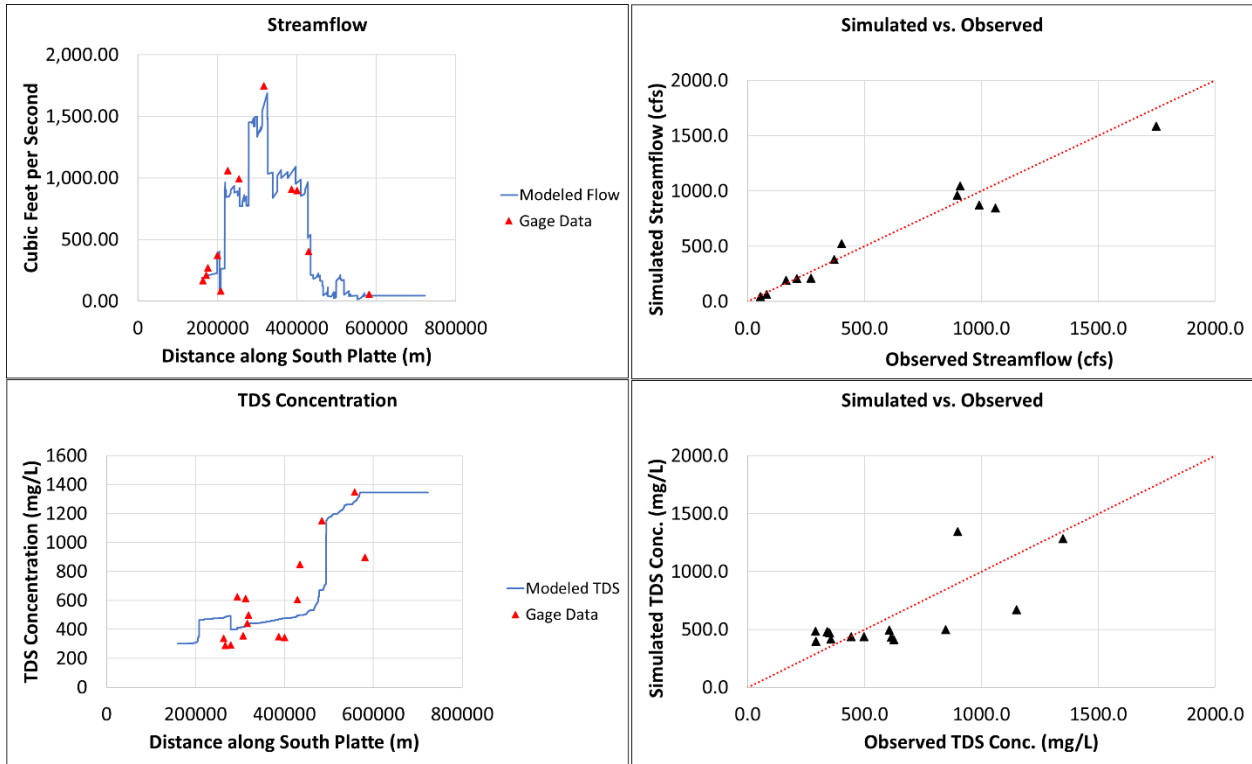 Streamflow
Cubic Feet per Second
2,000.00
1,500.00
1,000.00
500.00
0.00
0 200000 400000 600000 800000
Distance along South Platte (m)
Modeled Flow
Gage Data
Simulated vs. Observed
Simulated Streamflow (cfs)
2000.0
1500.0
1000.0
500.0
0.0
0.0 500.0 1000.0 1500.0 2000.0
Observed Streamflow (cfs)
TDS Concentration
TDS Concentration (mg/L)
1600
1400
1200
1000
800
600
400
200
0
0 200000 400000 600000 800000
Distance along South Platte (m)
Modeled TDS
Gage Data
Simulated vs. Observed
Simulated TDS Conc. (mg/L)
2000.0
1500.0
1000.0
500.0
0.0
0.0 500.0 1000.0 1500.0 2000.0
Observed TDS Conc. (mg/L)